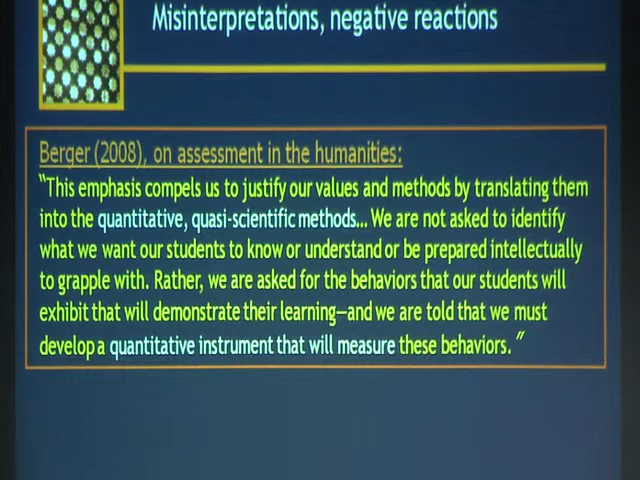 Misinterpretations, negative reactions
Berger (2008), on assessment in the humanities:
"This emphasis compels us to justify our values and methods by translating them
into the quantitative, quasi-scientific methods... We are not asked to identify
what we want our students to know or understand or be prepared intellectually
to grapple with. Rather, we are asked for the behaviors that our students will
exhibit that will demonstrate their learning—and we are told that we must
develop a quantitative instrument that will measure these behaviors. "